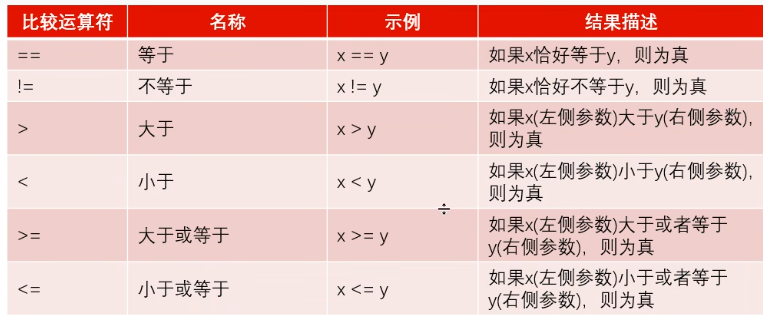 比较运算符 名称 示例 结果描述
== 等于 x == y 如果x恰好等于y，则为真
!= 不等于 x != y 如果x恰好不等于y，则为真
> 大于 x > y 如果x(左侧参数)大于y(右侧参数)，
则为真
< 小于 x < y 如果x(左侧参数)小于y(右侧参数)，
则为真
>= 大于或等于 x >= y 如果x(左侧参数)大于或者等于
y(右侧参数)，则为真
<= 小于或等于 x <= y 如果x(左侧参数)小于或者等于
y(右侧参数)，则为真